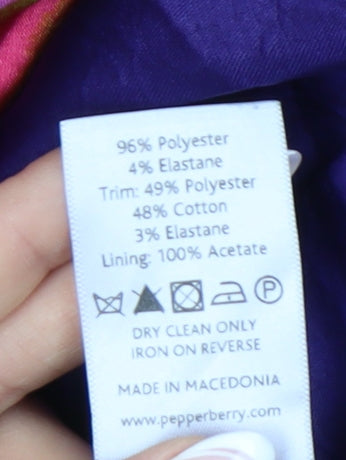 96% Polyester
4% Elastane
Trim: 49% Polyester
48% Cotton
3% Elastane
Lining: 100% Acetate
P
DRY CLEAN ONLY
IRON ON REVERSE
MADE IN MACEDONIA
www.pepperberry.com